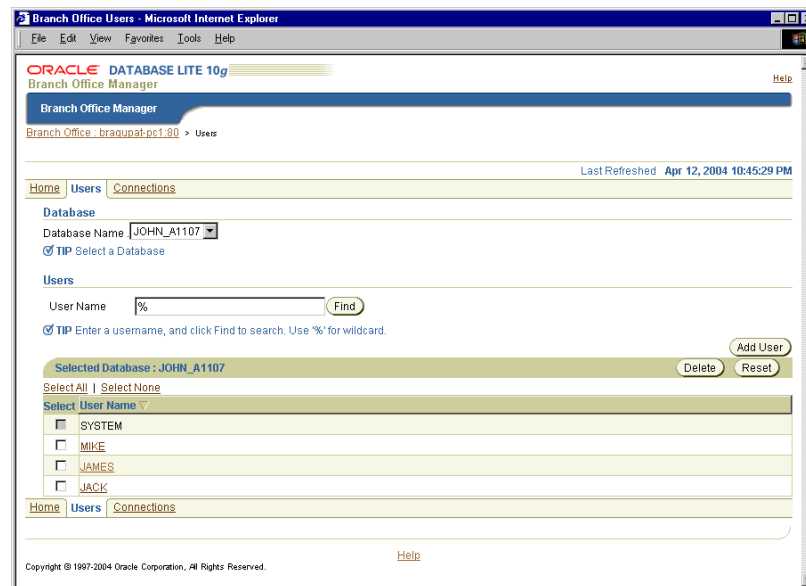 Branch Office Users - Microsoft Internet Explorer
File Edit View Favorites Tools Help
ORACLE DATABASE LITE 10g
Branch Office Manager
Help
Branch Office Manager
Branch Office : braqupat-pc1:80 > Users
Last Refreshed Apr 12, 2004 10:45:29 PM
Home Users Connections
Database
Database Name JOHN_A1107
TIP Select a Database
Users
User Name % Find
TIP Enter a username, and click Find to search. Use '%' for wildcard.
Add User
Selected Database : JOHN_A1107 Delete Reset
Select All | Select None
Select User Name
SYSTEM
MIKE
JAMES
JACK
Home Users Connections
Help
Copyright © 1997-2004 Oracle Corporation, All Rights Reserved.